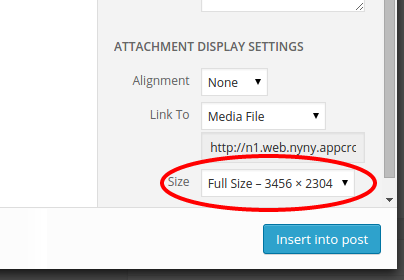 ATTACHMENT DISPLAY SETTINGS
Alignment None
Link To Media File
http://n1.web.nyny.appcrc
Size Full Size – 3456 × 2304
Insert into post